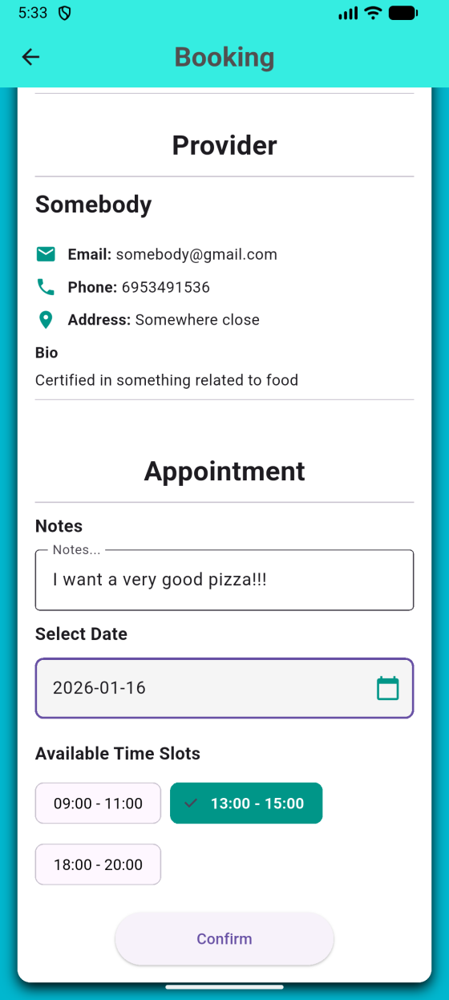 5:33
Booking
Provider
Somebody
Email: somebody@gmail.com
Phone: 6953491536
Address: Somewhere close
Bio
Certified in something related to food
Appointment
Notes
Notes...
I want a very good pizza!!!
Select Date
2026-01-16
Available Time Slots
09:00 - 11:00 13:00 - 15:00
18:00 - 20:00
Confirm